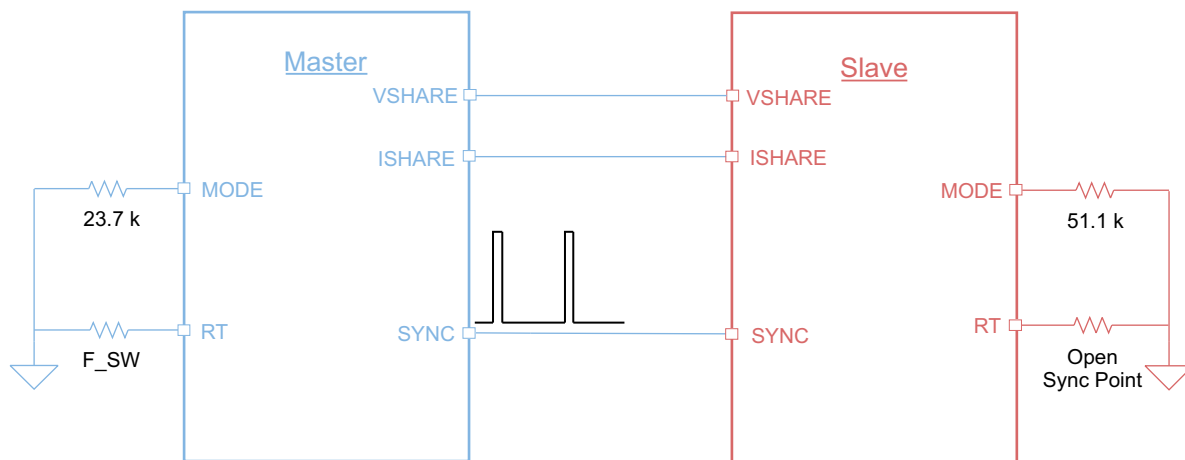 Master
VSHARE
ISHARE
MODE
23.7 k
RT
F_SW
SYNC
Slave
VSHARE
ISHARE
MODE
51.1 k
RT
SYNC
Open
Sync Point